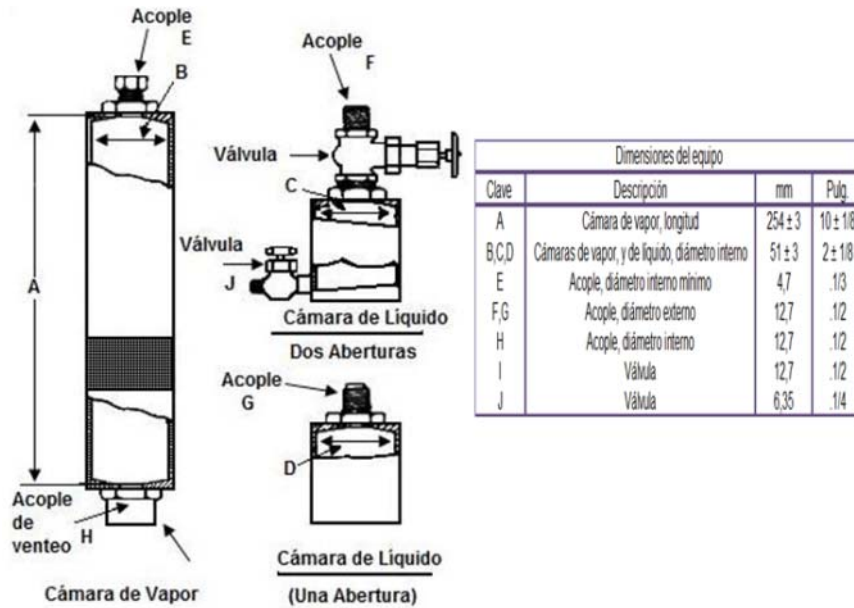 Acople
E
B
A
Acople
de
venteo H
Cámara de Vapor
Acople
F
Válvula
C
Válvula
J
Cámara de Líquido
Dos Aberturas
Acople
G
D
Cámara de Líquido
(Una Abertura)
Dimensiones del equipo
Clave Descripción mm Pulg.
A Cámara de vapor, longitud 254 ± 3 10 ± 1/8
B,C,D Cámaras de vapor, y de líquido, diámetro interno 51 ± 3 2 ± 1/8
E Acople, diámetro interno mínimo 4,7 .1/3
F,G Acople, diámetro externo 12,7 .1/2
H Acople, diámetro interno 12,7 .1/2
I Válvula 12,7 .1/2
J Válvula 6,35 .1/4